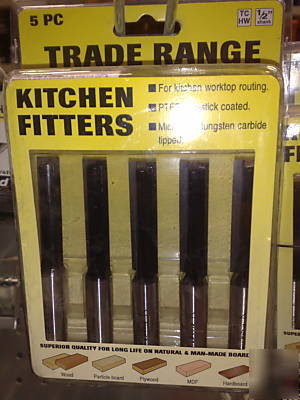 5 PC
TC
HW
1/2"
shank
TRADE RANGE
KITCHEN
FITTERS
For kitchen worktop routing.
stick coated.
tungsten carbide
tipped.
SUPERIOR QUALITY FOR LONG LIFE ON NATURAL & MAN-MADE BOARD
Wood
Particle board
Plywood
MDF
Hardboard